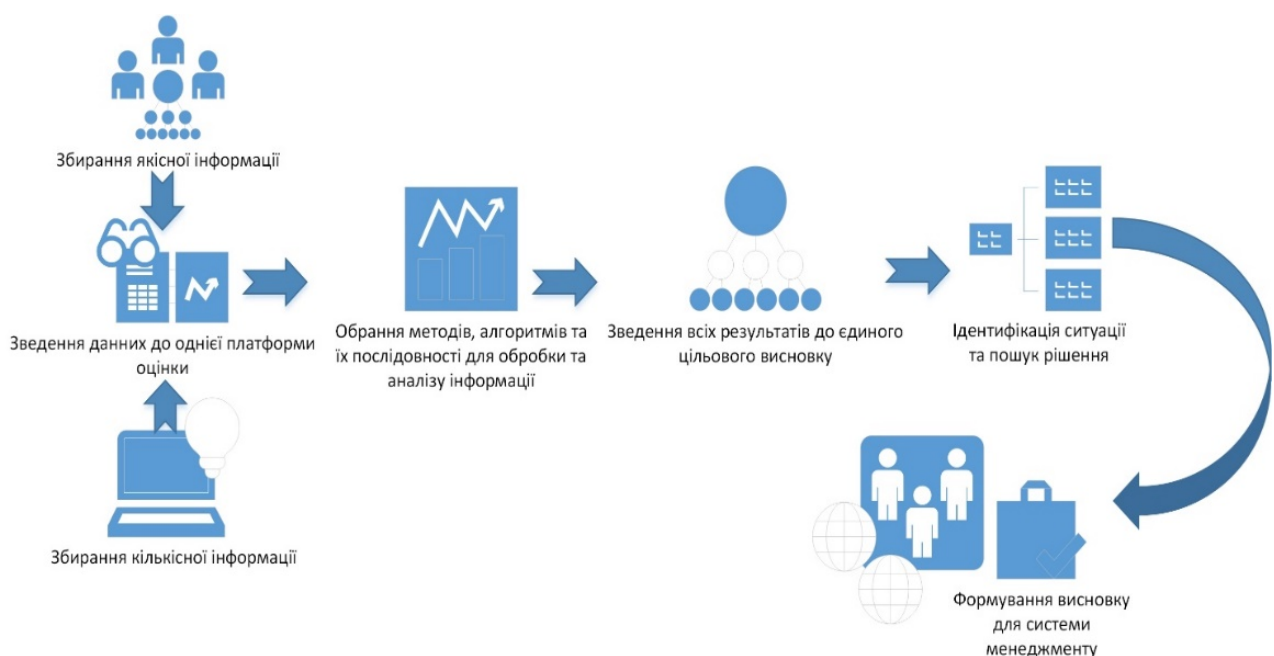 Збирання якісної інформації
Зведення данних до однієї платформи
оцінки
Збирання кількісної інформації
Обрання методів, алгоритмів та
їх послідовності для обробки та
аналізу інформації
Зведення всіх результатів до єдиного
цільового висновку
Ідентифікація ситуації
та пошук рішення
Формування висновку
для системи
менеджменту